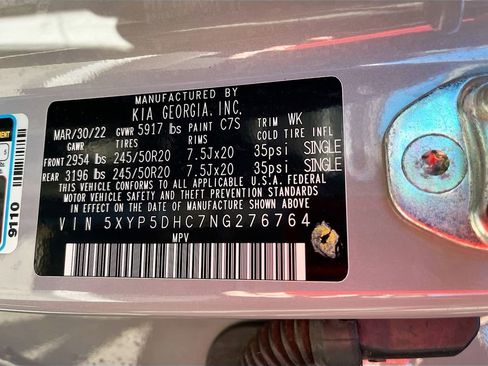 MANUFACTURED BY
KIA GEORGIA. INC.
MAR/30/22 GVWR 5917 lbs PAINT C7S TRIM WK
GAWR TIRES RIMS COLD TIRE INFL
FRONT 2954 lbs 245/50R20 7.5Jx20 35psi SINGLE
REAR 3196 lbs 245/50R20 7.5Jx20 35psi SINGLE
THIS VEHICLE CONFORMS TO ALL APPLICABLE U.S.A. FEDERAL
MOTOR VEHICLE SAFETY AND THEFT PREVENTION STANDARDS
IN EFFECT ON THE DATE OF MANUFACTURE SHOWN ABOVE.
VIN 5XYP5DHC7NG276764
MPV
9110